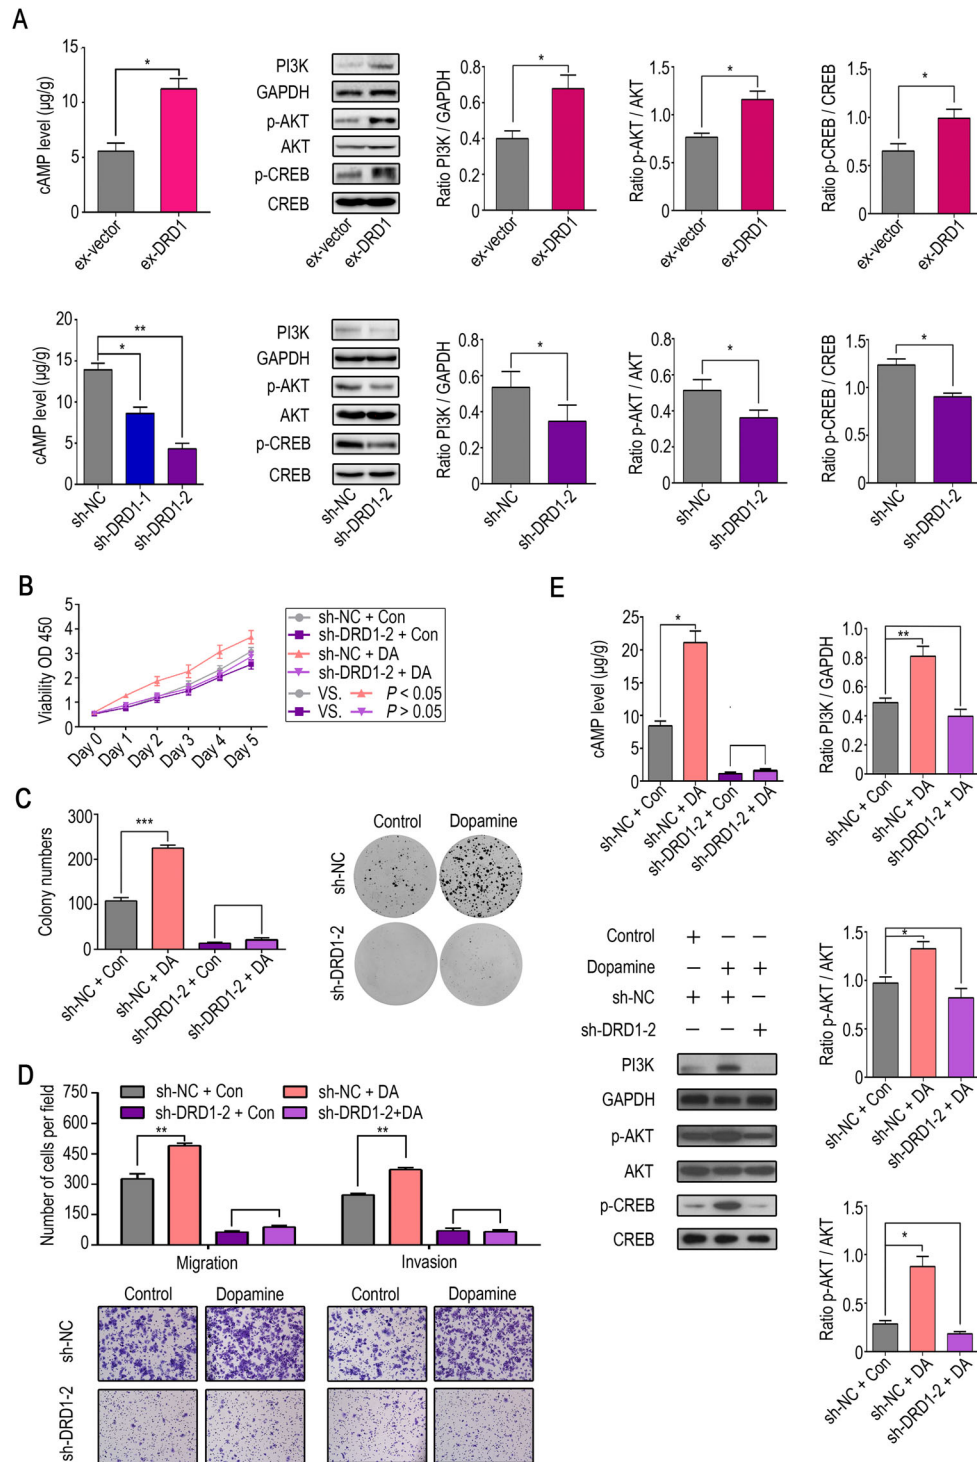 A
cAMP level (µg/g)
15
10
5
0
*
ex-vector
ex-DRD1
PI3K
GAPDH
p-AKT
AKT
p-CREB
CREB
ex-vector
ex-DRD1
Ratio PI3K / GAPDH
0.8
0.6
0.4
0.2
0.0
*
ex-vector
ex-DRD1
Ratio p-AKT / AKT
1.5
1.0
0.5
0.0
*
ex-vector
ex-DRD1
Ratio p-CREB / CREB
1.5
1.0
0.5
0.0
*
ex-vector
ex-DRD1
cAMP level (µg/g)
20
15
10
5
0
**
*
sh-NC
sh-DRD1-1
sh-DRD1-2
PI3K
GAPDH
p-AKT
AKT
p-CREB
CREB
sh-NC
sh-DRD1-2
Ratio PI3K / GAPDH
0.8
0.6
0.4
0.2
0.0
*
sh-NC
sh-DRD1-2
Ratio p-AKT / AKT
0.8
0.6
0.4
0.2
0.0
*
sh-NC
sh-DRD1-2
Ratio p-CREB / CREB
1.5
1.0
1.5
0.0
*
sh-NC
sh-DRD1-2
B
Viability OD 450
5
4
3
2
1
0
Day 0
Day 1
Day 2
Day 3
Day 4
Day 5
sh-NC + Con
sh-DRD1-2 + Con
sh-NC + DA
sh-DRD1-2 + DA
VS. P < 0.05
VS. P > 0.05
C
Colony numbers
300
200
100
0
***
sh-NC + Con
sh-NC + DA
sh-DRD1-2 + Con
sh-DRD1-2 + DA
Control Dopamine
sh-NC
sh-DRD1-2
D
Number of cells per field
750
600
450
300
150
0
sh-NC + Con sh-NC + DA
sh-DRD1-2 + Con sh-DRD1-2+DA
** **
Migration Invasion
Control Dopamine Control Dopamine
sh-NC
sh-DRD1-2
E
cAMP level (µg/g)
25
20
15
10
5
0
*
sh-NC + Con
sh-NC + DA
sh-DRD1-2 + Con
sh-DRD1-2 + DA
Ratio PI3K / GAPDH
1.0
0.8
0.6
0.4
0.2
0.0
**
sh-NC + Con
sh-NC + DA
sh-DRD1-2 + DA
Control + − −
Dopamine − + +
sh-NC + + −
sh-DRD1-2 − − +
PI3K
GAPDH
p-AKT
AKT
p-CREB
CREB
Ratio p-AKT / AKT
1.5
1.0
0.5
0.0
*
sh-NC + Con
sh-NC + DA
sh-DRD1-2 + DA
Ratio p-AKT / AKT
1.5
1.0
0.5
0.0
*
sh-NC + Con
sh-NC + DA
sh-DRD1-2 + DA